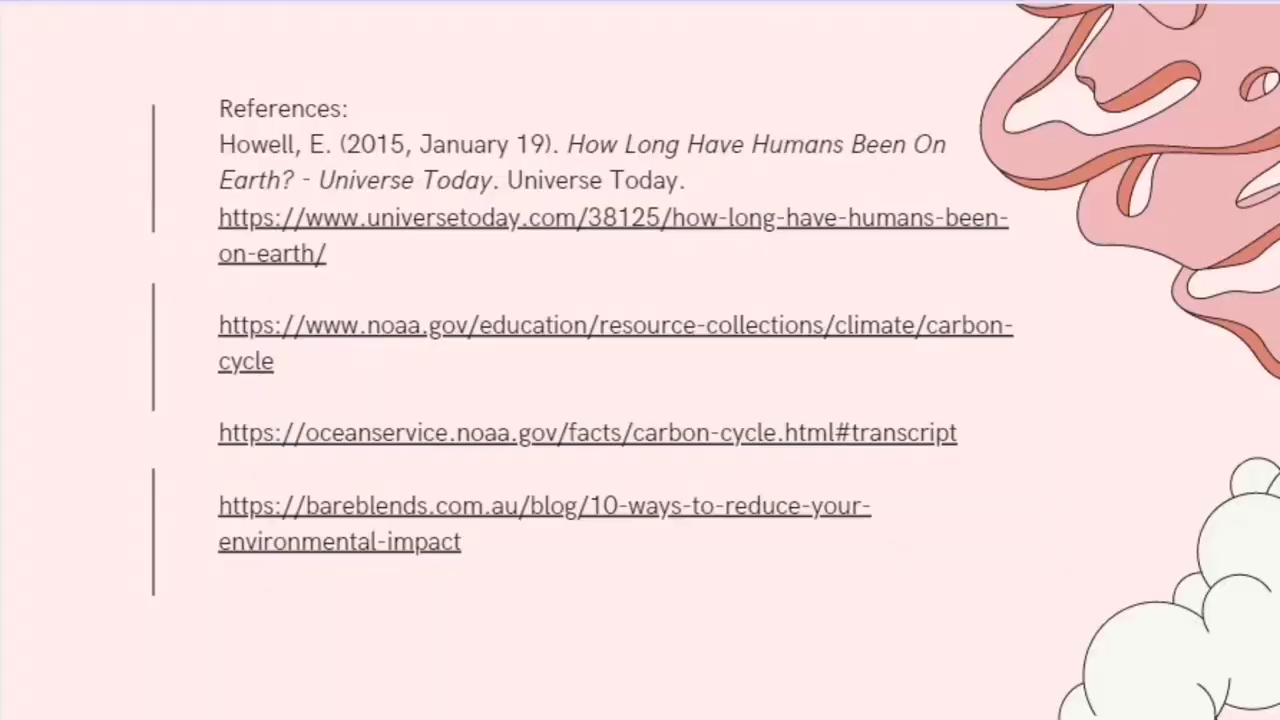 References:
Howell, E. (2015, January 19). How Long Have Humans Been On
Earth? - Universe Today. Universe Today.
https://www.universetoday.com/38125/how-long-have-humans-been-
on-earth/
https://www.noaa.gov/education/resource-collections/climate/carbon-
cycle
https://oceanservice.noaa.gov/facts/carbon-cycle.html#transcript
https://bareblends.com.au/blog/10-ways-to-reduce-your-
environmental-impact